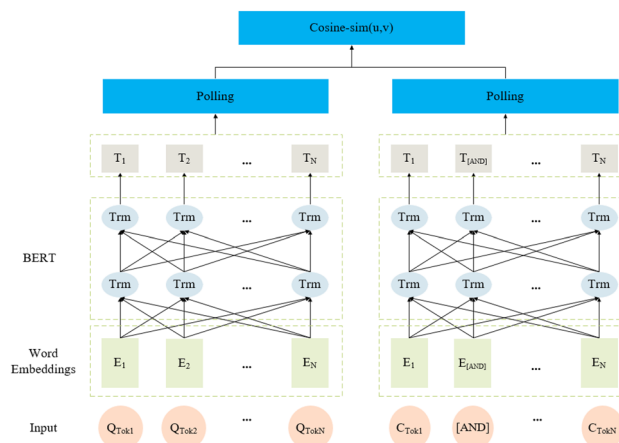 Cosine-sim(u,v)
Polling Polling
T1 T2 ... TN T1 T[AND] ... TN
Trm Trm ... Trm Trm Trm ... Trm
BERT
Trm Trm ... Trm Trm Trm ... Trm
Word
Embeddings
E1 E2 ... EN E1 E[AND] ... EN
Input QTok1 QTok2 ... QTokN CTok1 [AND] ... CTokN